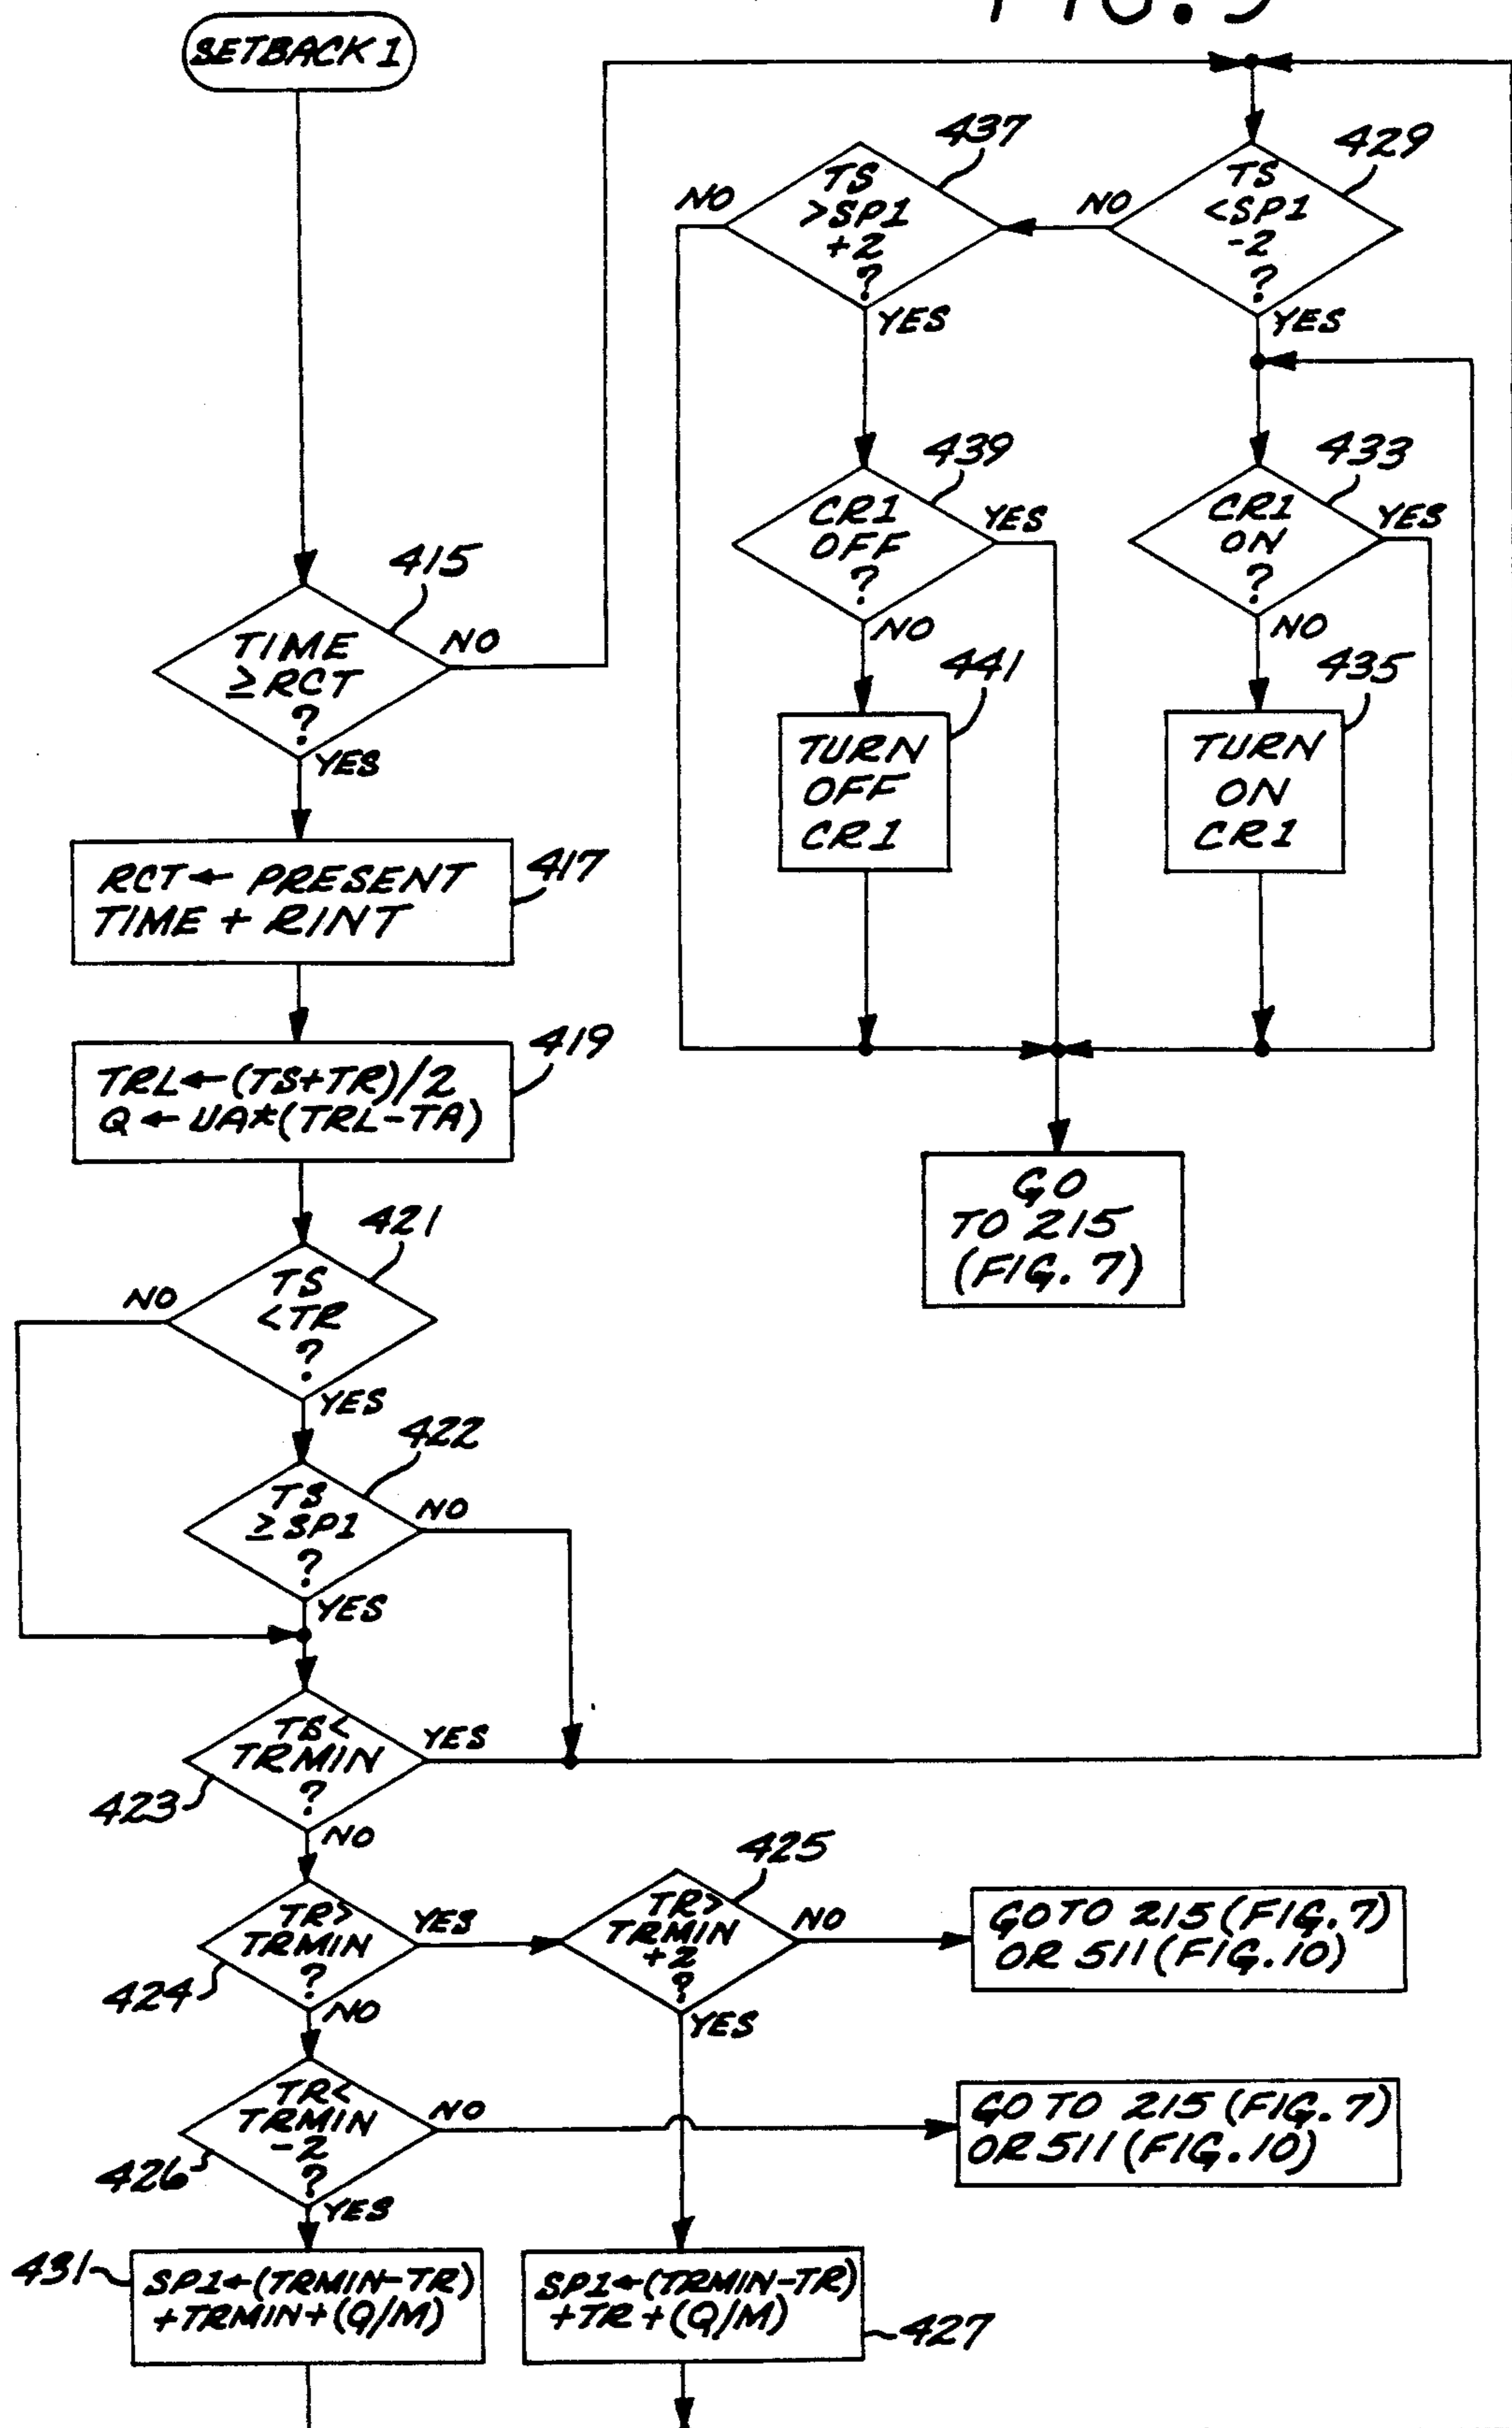 FIG. 9
SETBACK 1
437
429
TS
>SP1
+2
?
NO
YES
TS
<SP1
-2
?
NO
YES
439
433
CR1
OFF
?
YES
NO
CR1
ON
?
YES
NO
415
TIME
≥RCT
?
NO
YES
441
435
TURN
OFF
CR1
TURN
ON
CR1
RCT← PRESENT
TIME + RINT
417
TRL←(TS+TR)/2
Q←UA*(TRL-TA)
419
GO
TO 215
(FIG. 7)
421
TS
<TR
?
NO
YES
422
TS
≥SP1
?
NO
YES
TS<
TRMIN
?
YES
423
NO
425
TR>
TRMIN
?
YES
424
NO
TR>
TRMIN
+2
?
NO
YES
GO TO 215 (FIG. 7)
OR 511 (FIG. 10)
TR<
TRMIN
-2
?
NO
426
YES
GO TO 215 (FIG. 7)
OR 511 (FIG. 10)
431
SP1←(TRMIN-TR)
+TRMIN+(Q/M)
SP1←(TRMIN-TR)
+TR+(Q/M)
427